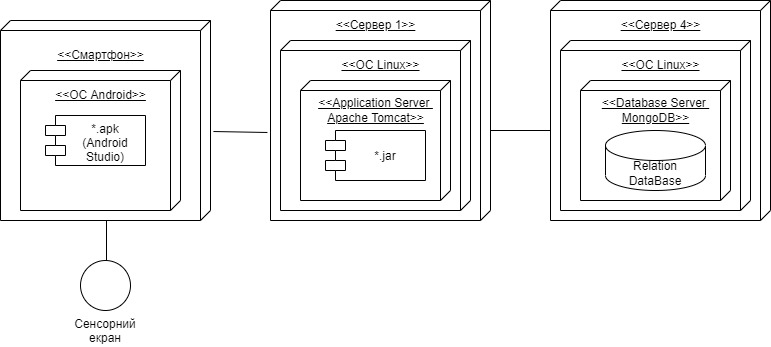 <<Смартфон>>
<<ОС Android>>
*.apk
(Android
Studio)
Сенсорний
екран
<<Сервер 1>>
<<ОС Linux>>
<<Application Server
Apache Tomcat>>
*.jar
<<Сервер 4>>
<<ОС Linux>>
<<Database Server
MongoDB>>
Relation
DataBase